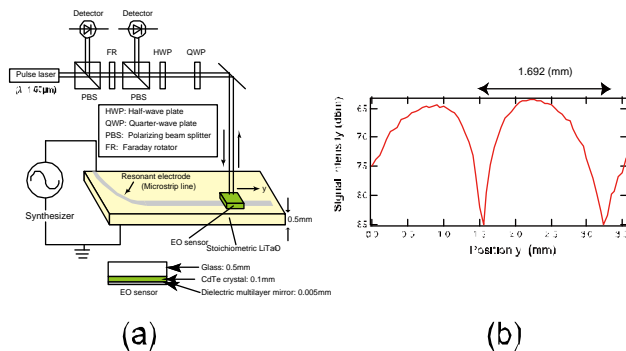 Detector
Detector
FR
HWP
QWP
Pulse laser
PBS
PBS
HWP: Half-wave plate
QWP: Quarter-wave plate
PBS: Polarizing beam splitter
FR: Faraday rotator
Resonant electrode
(Microstrip line)
y
Synthesizer
0.5mm
EO sensor
Stoichiometric LiTaO
Glass: 0.5mm
CdTe crystal: 0.1mm
Dielectric multilayer mirror: 0.005mm
EO sensor
(a)
1.692 (mm)
Signal intensity (dBm)
Position y (mm)
(b)